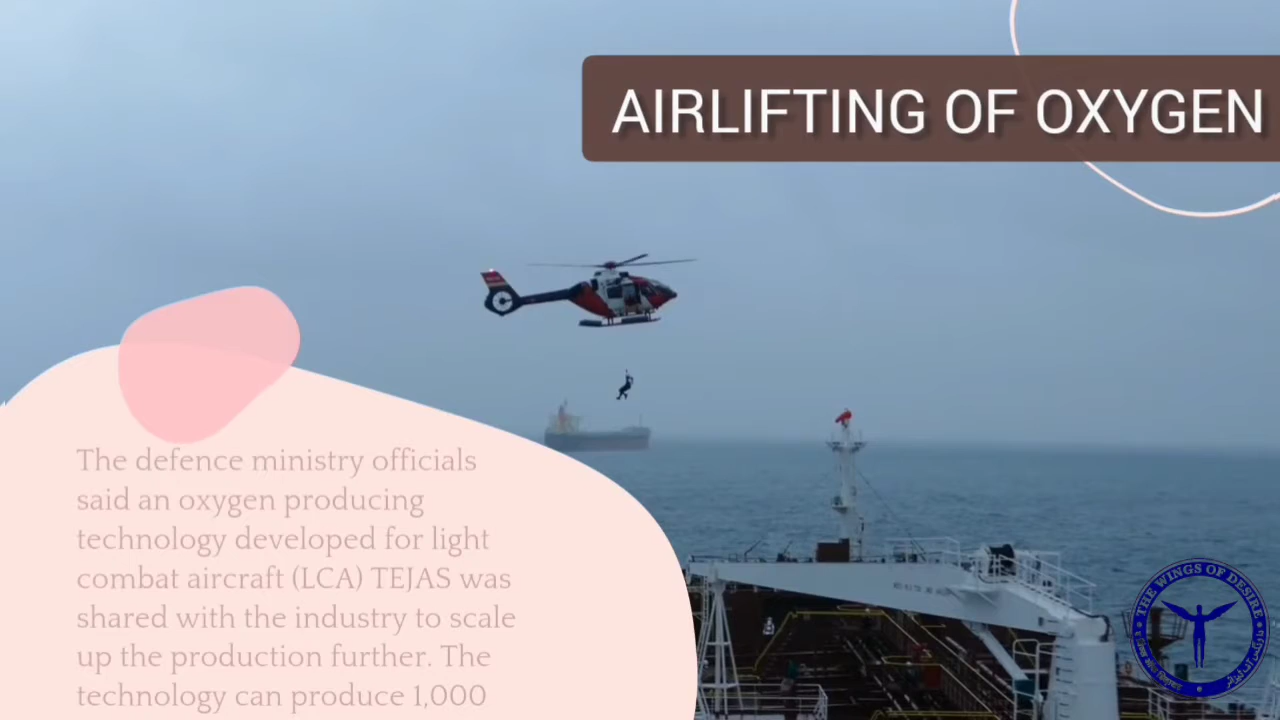 AIRLIFTING OF OXYGEN
The defence ministry officials
said an oxygen producing
technology developed for light
combat aircraft (LCA) TEJAS was
shared with the industry to scale
up the production further. The
technology can produce 1,000
THE WINGS OF DESIRE